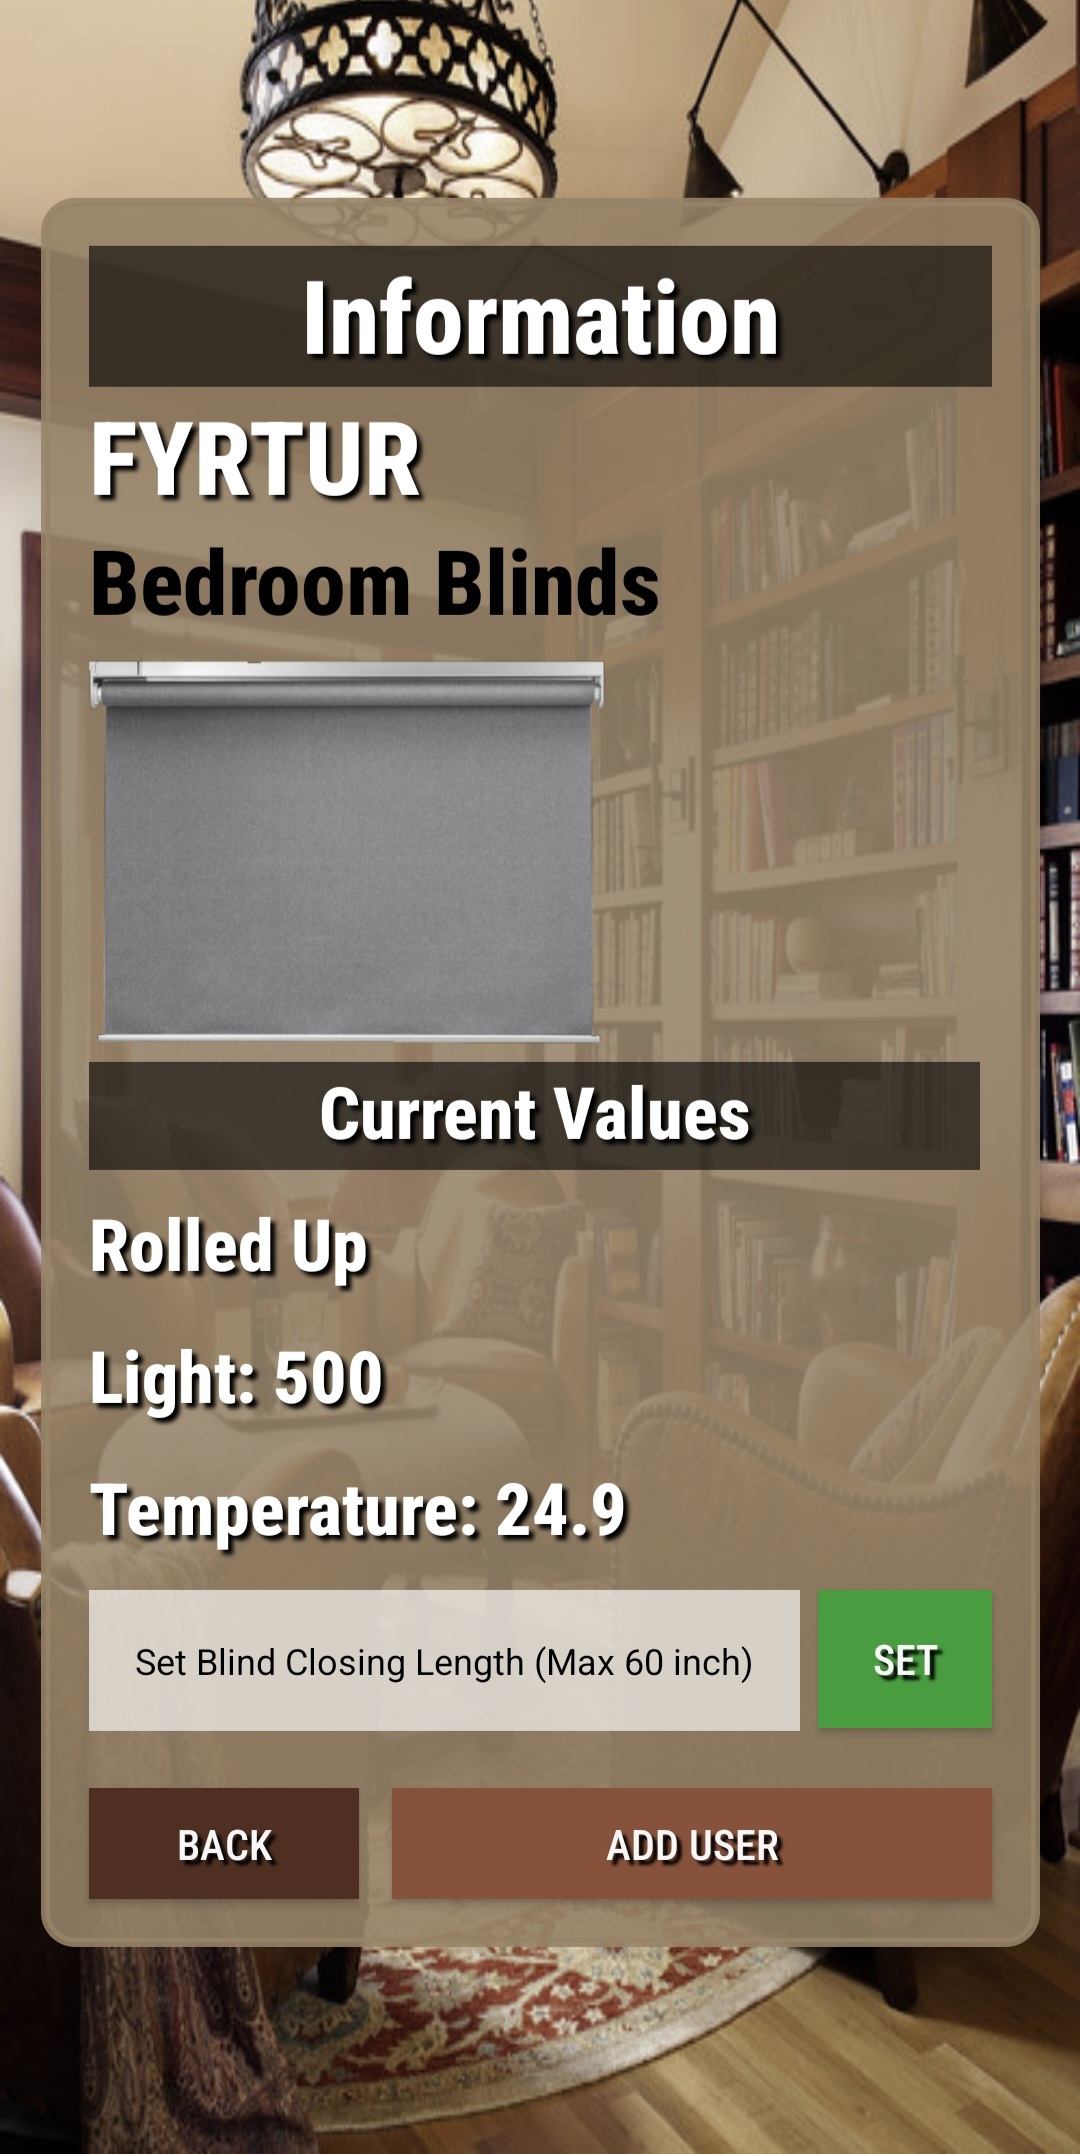 Information
FYRTUR
Bedroom Blinds
Current Values
Rolled Up
Light: 500
Temperature: 24.9
Set Blind Closing Length (Max 60 inch)
SET
BACK
ADD USER